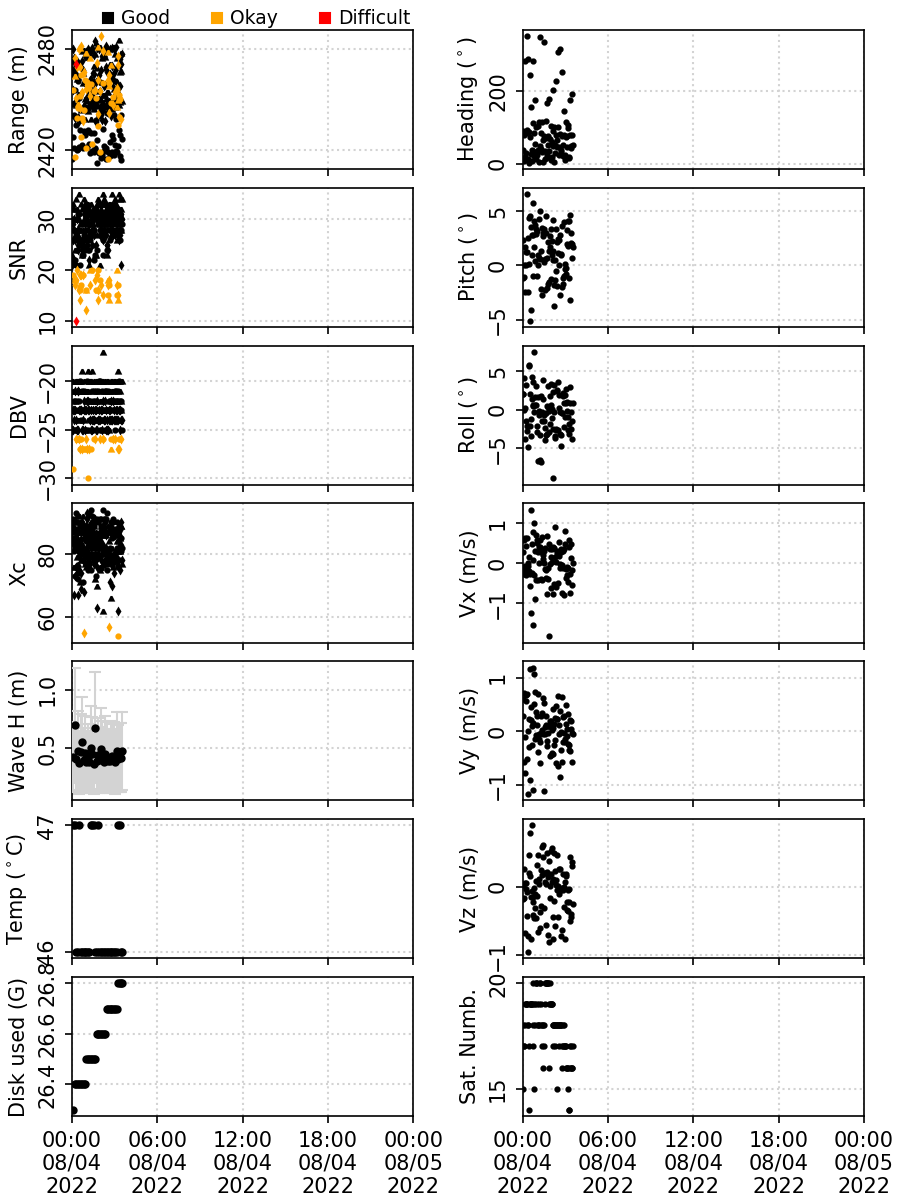 Good Okay Difficult
Range (m)
2480
2420
Heading (°)
200
0
SNR
30
20
10
Pitch (°)
5
0
−5
DBV
−20
−25
−30
Roll (°)
5
0
−5
Xc
80
60
Vx (m/s)
1
0
−1
Wave H (m)
1.0
0.5
Vy (m/s)
1
0
−1
Temp (°C)
47
46
Vz (m/s)
0
−1
Disk used (G)
26.8
26.6
26.4
Sat. Numb.
20
15
00:00 06:00 12:00 18:00 00:00
08/04 08/04 08/04 08/04 08/05
2022 2022 2022 2022 2022
00:00 06:00 12:00 18:00 00:00
08/04 08/04 08/04 08/04 08/05
2022 2022 2022 2022 2022